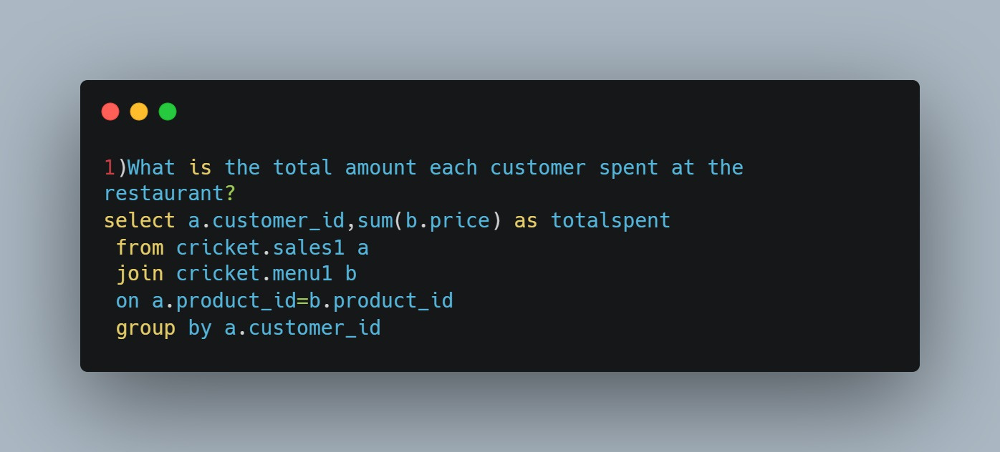 1)What is the total amount each customer spent at the
restaurant?
select a.customer_id,sum(b.price) as totalspent
from cricket.sales1 a
join cricket.menu1 b
on a.product_id=b.product_id
group by a.customer_id